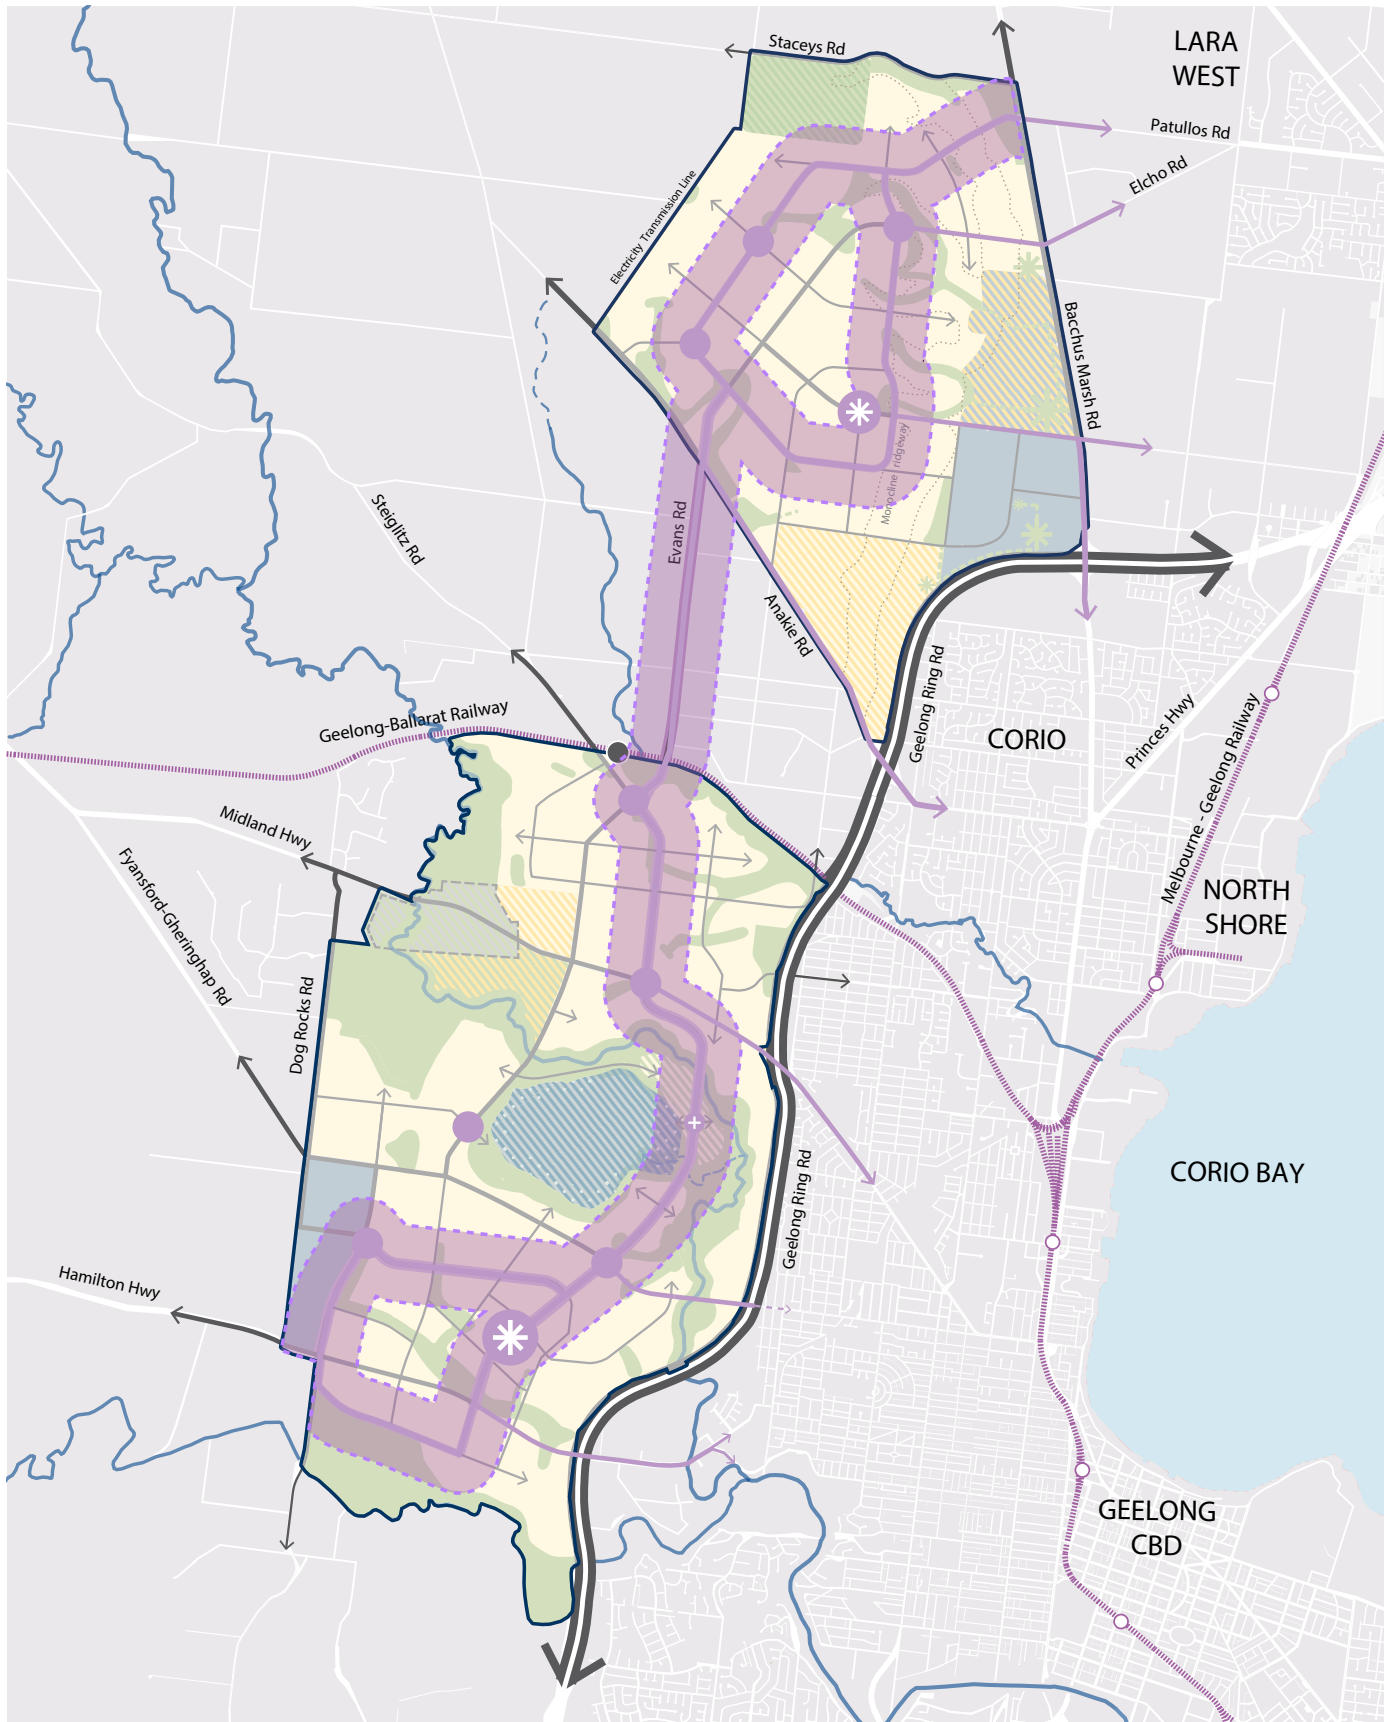 Staceys Rd
LARA
WEST
Patullos Rd
Elcho Rd
Electricity Transmission Line
Bacchus Marsh Rd
Monocline ridgeway
Steiglitz Rd
Evans Rd
Anakie Rd
Geelong Ring Rd
Geelong-Ballarat Railway
CORIO
Princes Hwy
Melbourne - Geelong Railway
Midland Hwy
Fyansford-Gheringhap Rd
NORTH
SHORE
Dog Rocks Rd
CORIO BAY
Geelong Ring Rd
Hamilton Hwy
GEELONG
CBD